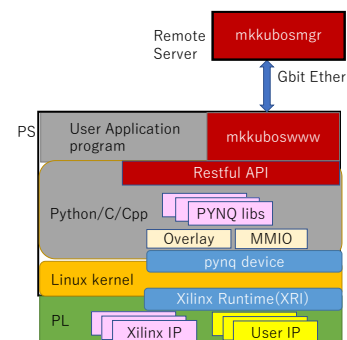 Remote
Server
mkkubosmgr
Gbit Ether
PS
User Application
program
mkkuboswww
Restful API
Python/C/Cpp
PYNQ libs
Overlay
MMIO
pynq device
Linux kernel
Xilinx Runtime(XRI)
PL
Xilinx IP
User IP